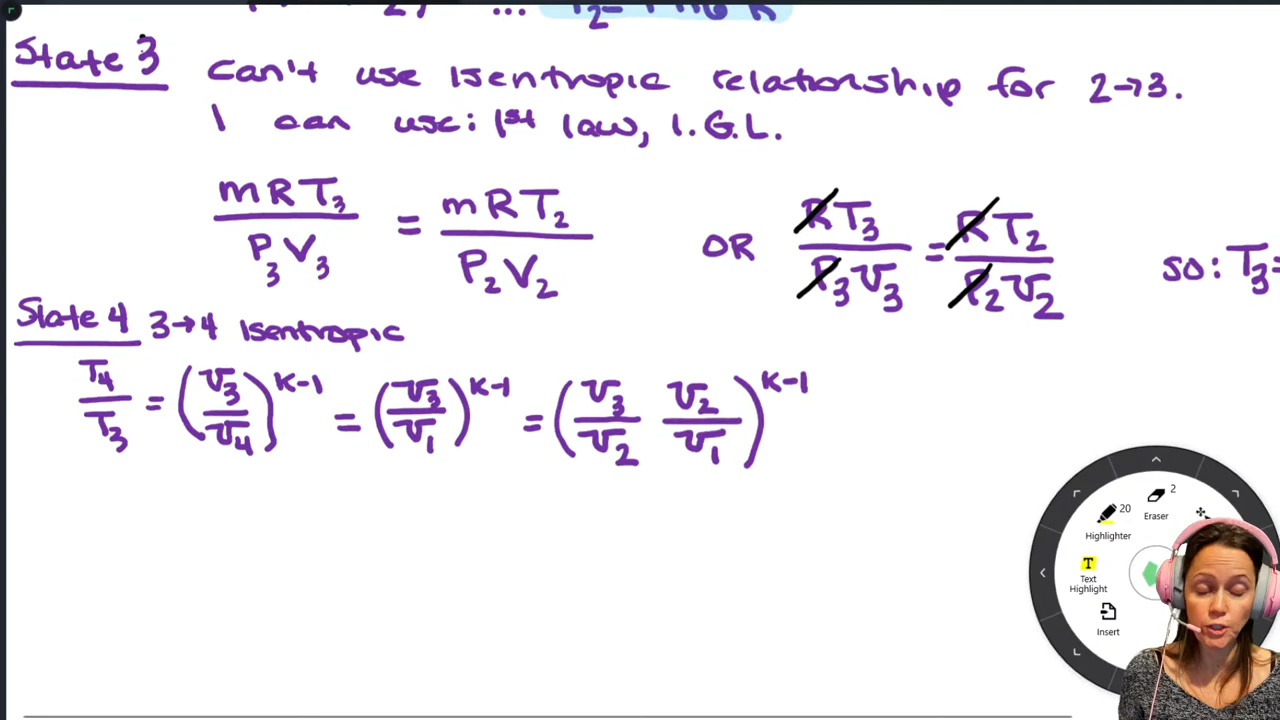 State 3 can't use Isentropic relationship for 2→3.
I can use: 1st law, I.G.L.
mRT₃/P₃V₃ = mRT₂/P₂V₂ OR RT₃/P₃v₃ = RT₂/P₂v₂ so: T₃=
State 4 3→4 Isentropic
T₄/T₃ = (v₃/v₄)^(k-1) = (v₃/v₁)^(k-1) = (v₃/v₂ v₂/v₁)^(k-1)
2
Eraser
20
Highlighter
T
Text
Highlight
Insert